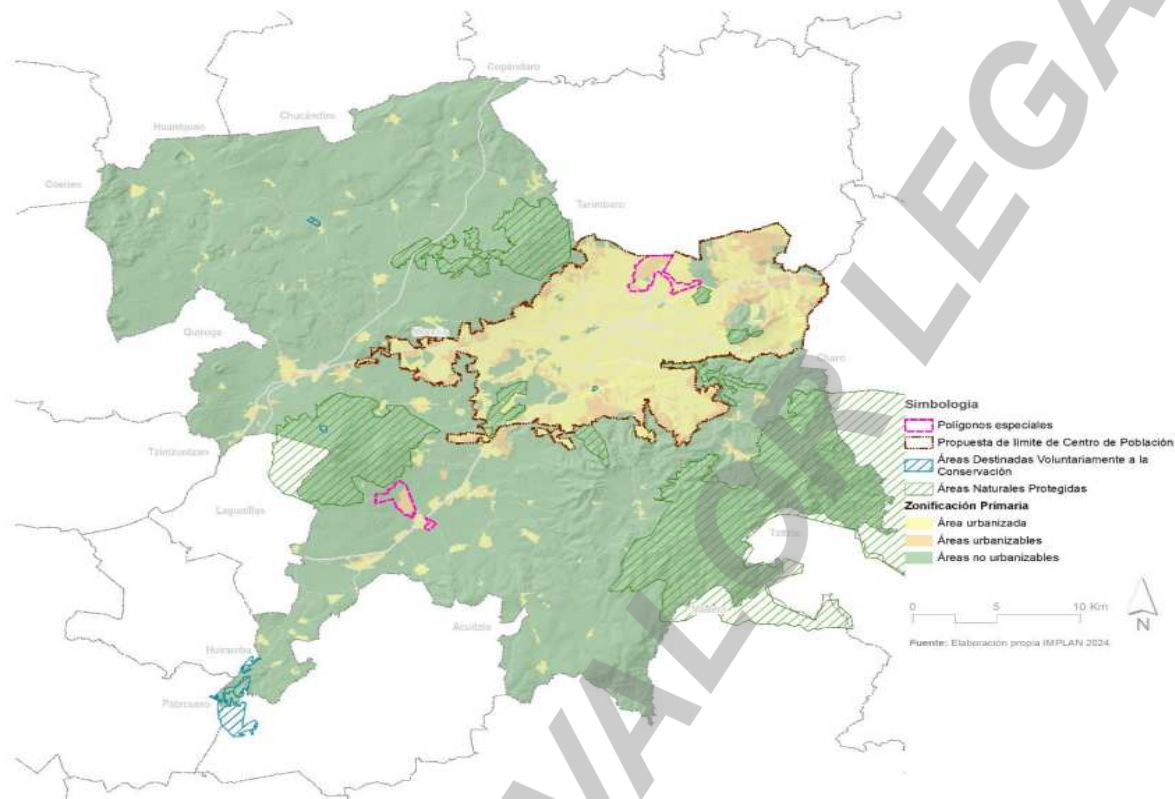 Copándaro
Chucándiro
Huaniqueo
Coeneo
Tarímbaro
Quiroga
Morelia
Charo
Tzintzuntzan
Lagunillas
Acuitzio
Huiramba
Pátzcuaro
Simbología
Polígonos especiales
Propuesta de límite de Centro de Población
Áreas Destinadas Voluntariamente a la
Conservación
Áreas Naturales Protegidas
Zonificación Primaria
Área urbanizada
Áreas urbanizables
Áreas no urbanizables
0 5 10 Km
N
Fuente: Elaboración propia IMPLAN 2024.
VALOR LEGA